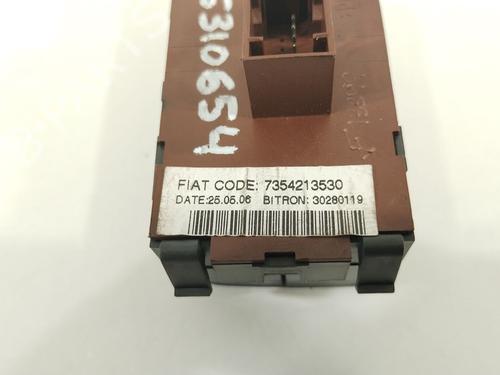 5310654
FIAT CODE: 7354213530
DATE:25.05.06 BITRON: 30280119